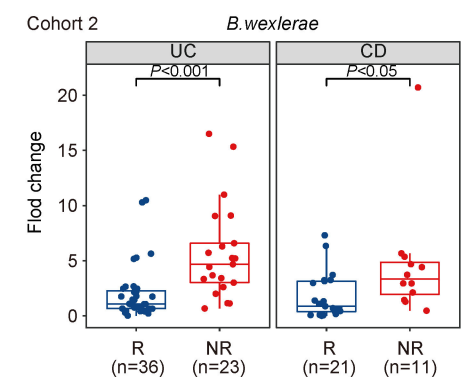 Cohort 2
B.wexlerae
UC
CD
P<0.001
P<0.05
Flod change
20
15
10
5
0
R
NR
R
NR
(n=36)
(n=23)
(n=21)
(n=11)